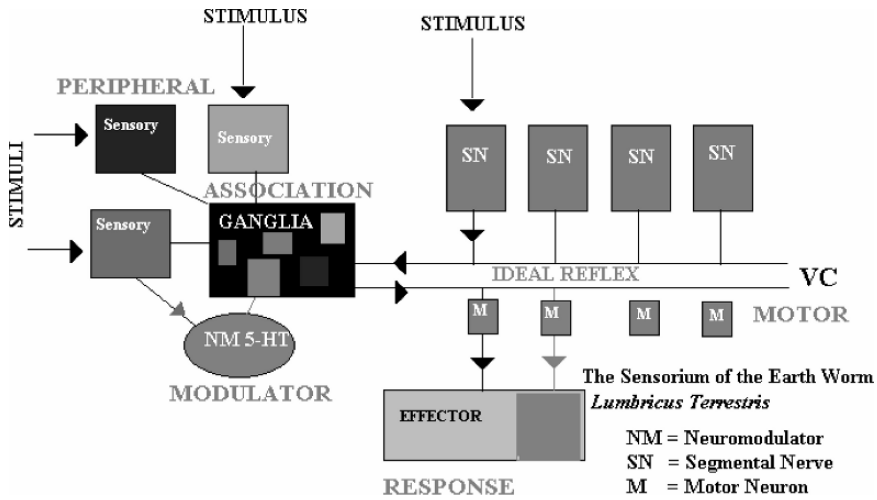 STIMULUS
STIMULUS
PERIPHERAL
Sensory
Sensory
SN
SN
SN
SN
STIMULI
ASSOCIATION
GANGLIA
Sensory
IDEAL REFLEX
VC
M
M
M
M
MOTOR
NM 5-HT
MODULATOR
The Sensorium of the Earth Worm
Lumbricus Terrestris
EFFECTOR
NM = Neuromodulator
SN = Segmental Nerve
M = Motor Neuron
RESPONSE